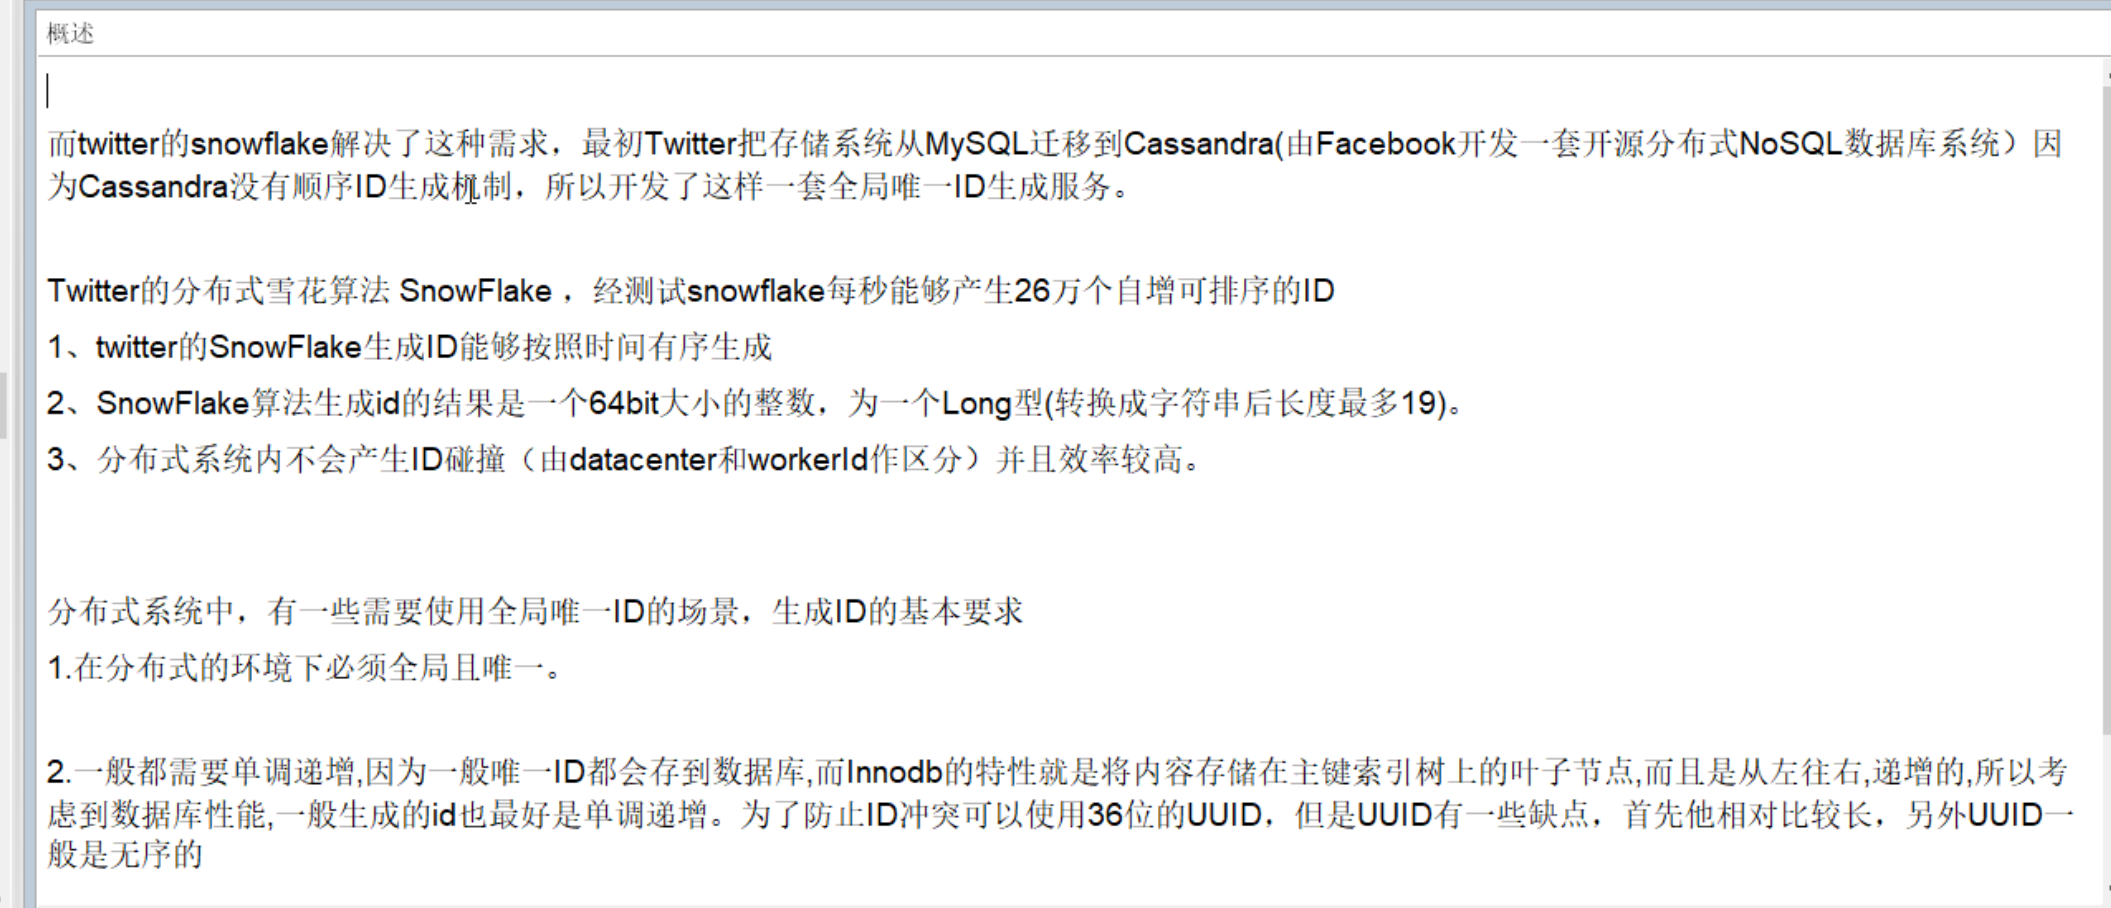 概述
而twitter的snowflake解决了这种需求，最初Twitter把存储系统从MySQL迁移到Cassandra(由Facebook开发一套开源分布式NoSQL数据库系统）因
为Cassandra没有顺序ID生成机制，所以开发了这样一套全局唯一ID生成服务。
Twitter的分布式雪花算法 SnowFlake ，经测试snowflake每秒能够产生26万个自增可排序的ID
1、twitter的SnowFlake生成ID能够按照时间有序生成
2、SnowFlake算法生成id的结果是一个64bit大小的整数，为一个Long型(转换成字符串后长度最多19)。
3、分布式系统内不会产生ID碰撞（由datacenter和workerId作区分）并且效率较高。
分布式系统中，有一些需要使用全局唯一ID的场景，生成ID的基本要求
1.在分布式的环境下必须全局且唯一。
2.一般都需要单调递增,因为一般唯一ID都会存到数据库,而Innodb的特性就是将内容存储在主键索引树上的叶子节点,而且是从左往右,递增的,所以考
虑到数据库性能,一般生成的id也最好是单调递增。为了防止ID冲突可以使用36位的UUID，但是UUID有一些缺点，首先他相对比较长，另外UUID一
般是无序的